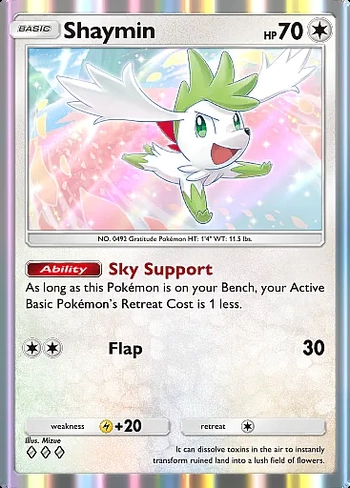 BASIC Shaymin HP 70
NO. 0492 Gratitude Pokémon HT: 1'4" WT: 11.5 lbs.
Ability Sky Support
As long as this Pokémon is on your Bench, your Active
Basic Pokémon's Retreat Cost is 1 less.
Flap 30
weakness +20 retreat
Illus. Mizue
It can dissolve toxins in the air to instantly
transform ruined land into a lush field of flowers.